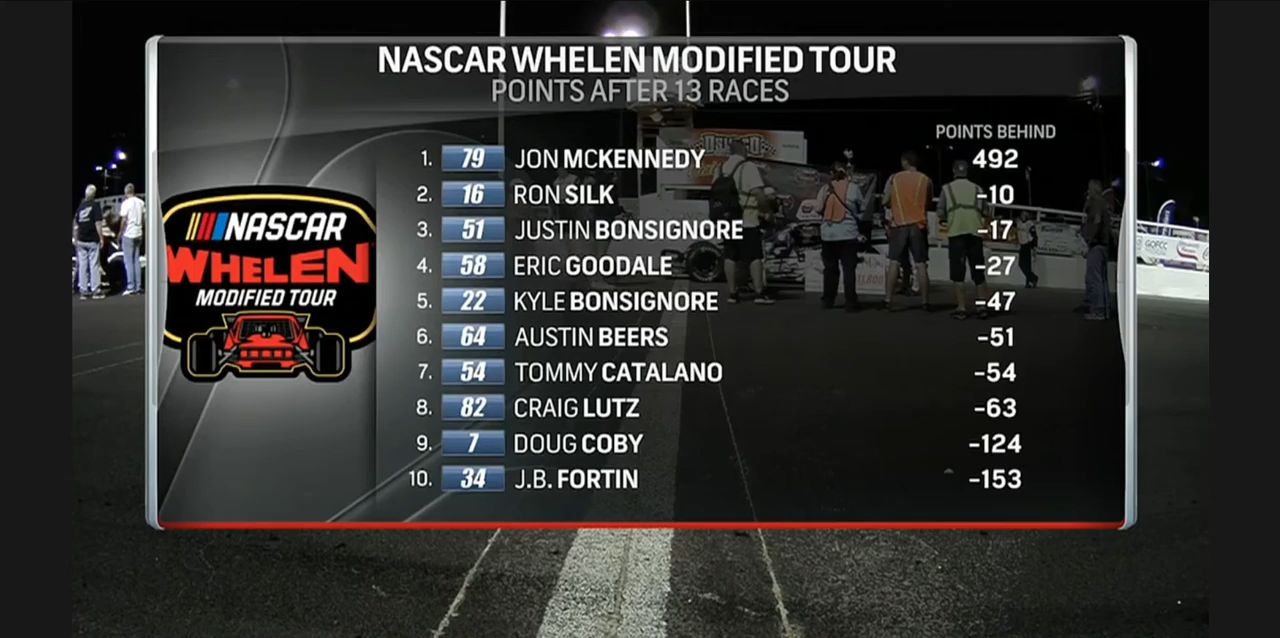 NASCAR WHELEN MODIFIED TOUR
POINTS AFTER 13 RACES
POINTS BEHIND
1. 79 JON MCKENNEDY 492
2. 16 RON SILK -10
3. 51 JUSTIN BONSIGNORE -17
4. 58 ERIC GOODALE -27
5. 22 KYLE BONSIGNORE -47
6. 64 AUSTIN BEERS -51
7. 54 TOMMY CATALANO -54
8. 82 CRAIG LUTZ -63
9. 7 DOUG COBY -124
10. 34 J.B. FORTIN -153
NASCAR
WHELEN
MODIFIED TOUR
OSWEGO
GOFCC